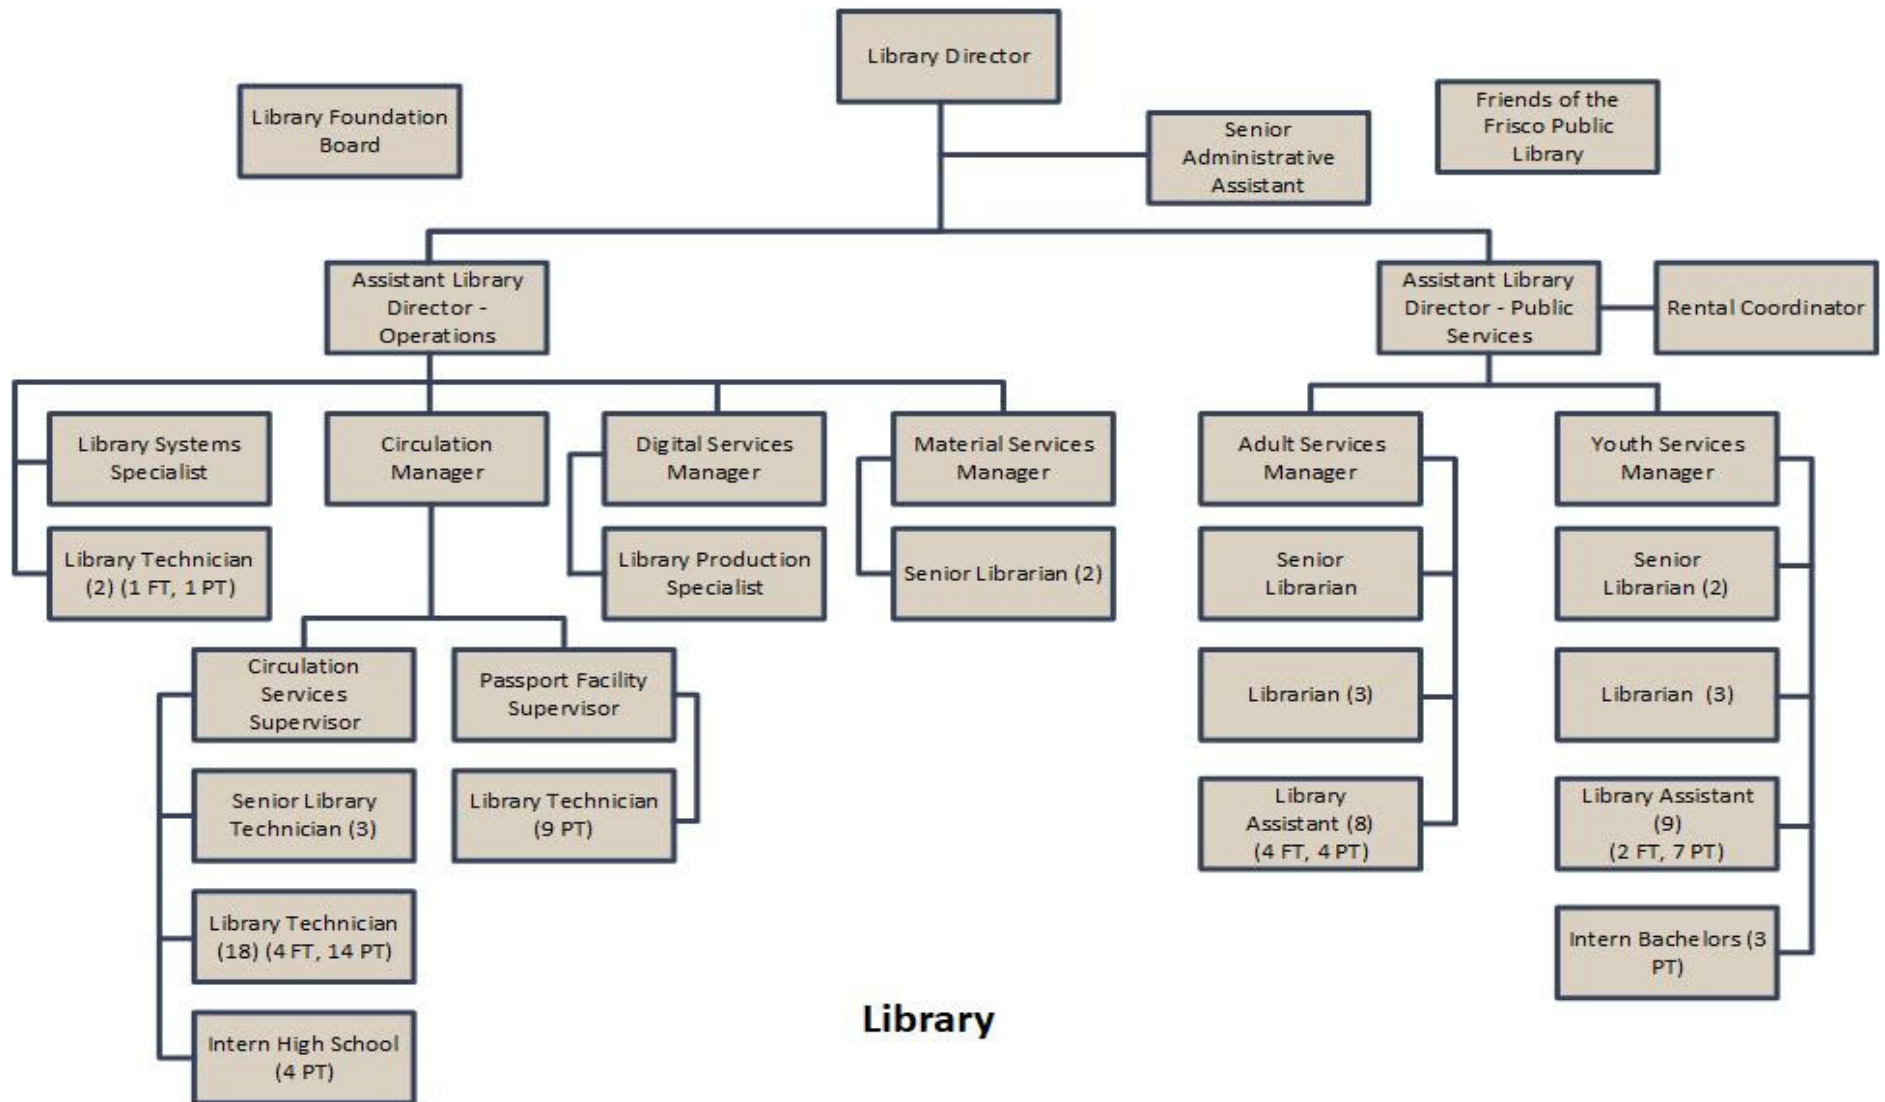 Library Director
Library Foundation
Board
Senior
Administrative
Assistant
Friends of the
Frisco Public
Library
Assistant Library
Director -
Operations
Assistant Library
Director - Public
Services
Rental Coordinator
Library Systems
Specialist
Circulation
Manager
Digital Services
Manager
Material Services
Manager
Adult Services
Manager
Youth Services
Manager
Library Technician
(2) (1 FT, 1 PT)
Library Production
Specialist
Senior Librarian (2)
Senior
Librarian
Senior
Librarian (2)
Circulation
Services
Supervisor
Passport Facility
Supervisor
Librarian (3)
Librarian (3)
Senior Library
Technician (3)
Library Technician
(9 PT)
Library
Assistant (8)
(4 FT, 4 PT)
Library Assistant
(9)
(2 FT, 7 PT)
Library Technician
(18) (4 FT, 14 PT)
Intern Bachelors (3
PT)
Intern High School
(4 PT)
Library